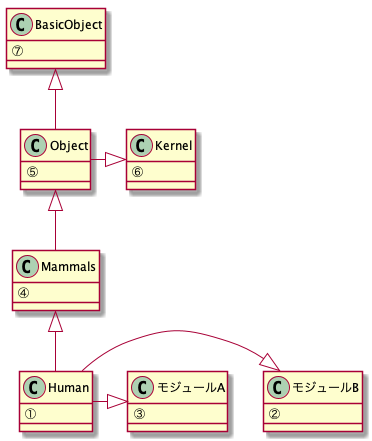 C BasicObject
⑦
C Object
⑤
C Kernel
⑥
C Mammals
④
C Human
①
C モジュールA
③
C モジュールB
②